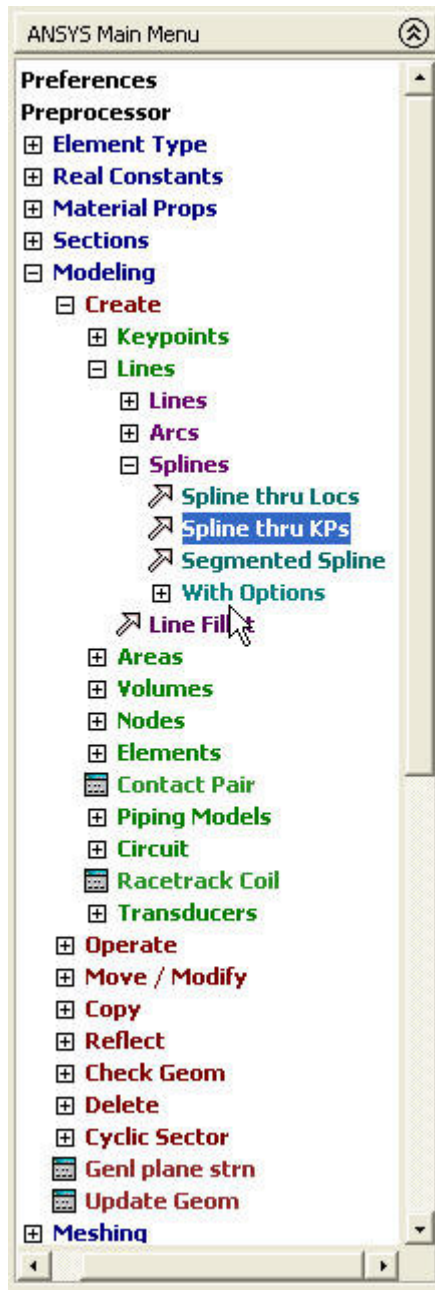 ANSYS Main Menu
Preferences
Preprocessor
Element Type
Real Constants
Material Props
Sections
Modeling
Create
Keypoints
Lines
Lines
Arcs
Splines
Spline thru Locs
Spline thru KPs
Segmented Spline
With Options
Line Fillet
Areas
Volumes
Nodes
Elements
Contact Pair
Piping Models
Circuit
Racetrack Coil
Transducers
Operate
Move / Modify
Copy
Reflect
Check Geom
Delete
Cyclic Sector
Genl plane strn
Update Geom
Meshing